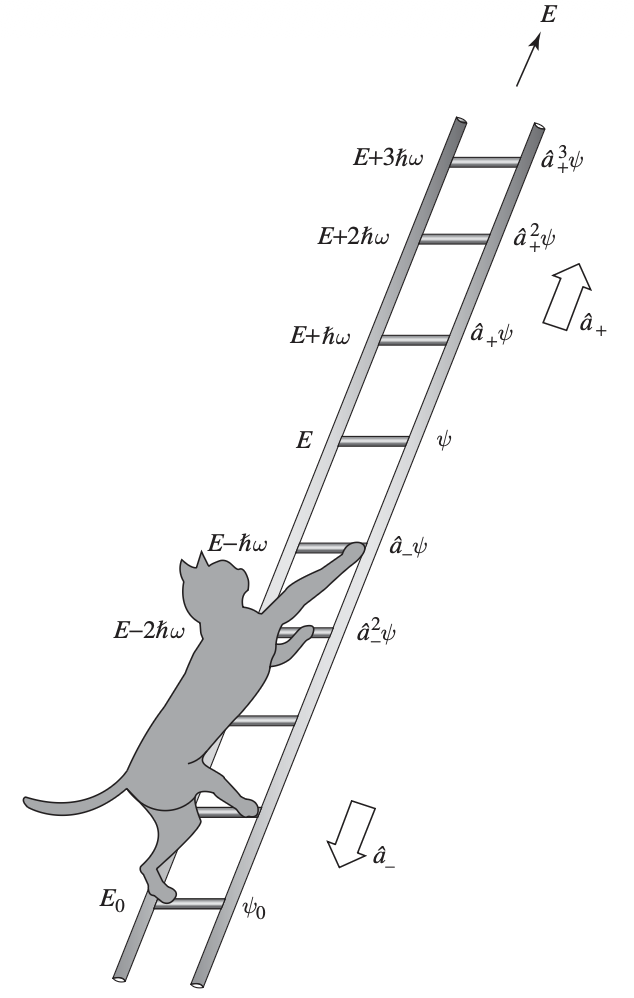 E
E+3ℏω â₊³ψ
E+2ℏω â₊²ψ
â₊
E+ℏω â₊ψ
E ψ
E−ℏω â₋ψ
E−2ℏω â₋²ψ
â₋
E₀ ψ₀